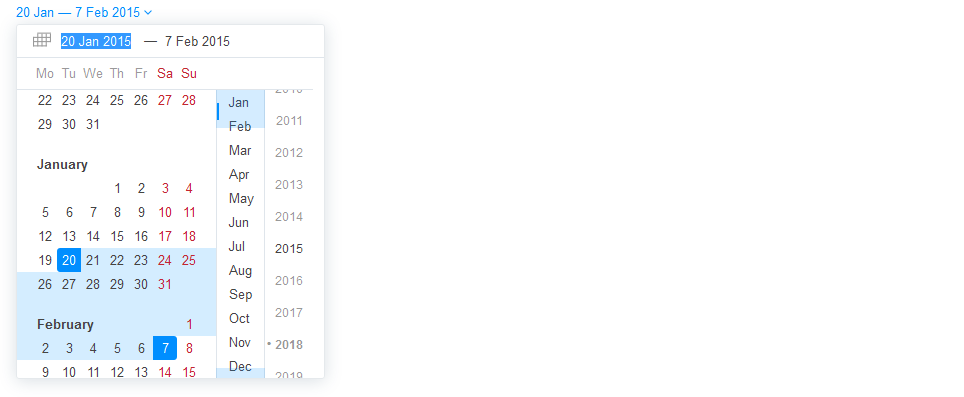 20 Jan — 7 Feb 2015
20 Jan 2015 — 7 Feb 2015
Mo Tu We Th Fr Sa Su
22 23 24 25 26 27 28
29 30 31
January
1 2 3 4
5 6 7 8 9 10 11
12 13 14 15 16 17 18
19 20 21 22 23 24 25
26 27 28 29 30 31
February 1
2 3 4 5 6 7 8
9 10 11 12 13 14 15
Jan
Feb
Mar
Apr
May
Jun
Jul
Aug
Sep
Oct
Nov
Dec
2010
2011
2012
2013
2014
2015
2016
2017
2018
2019